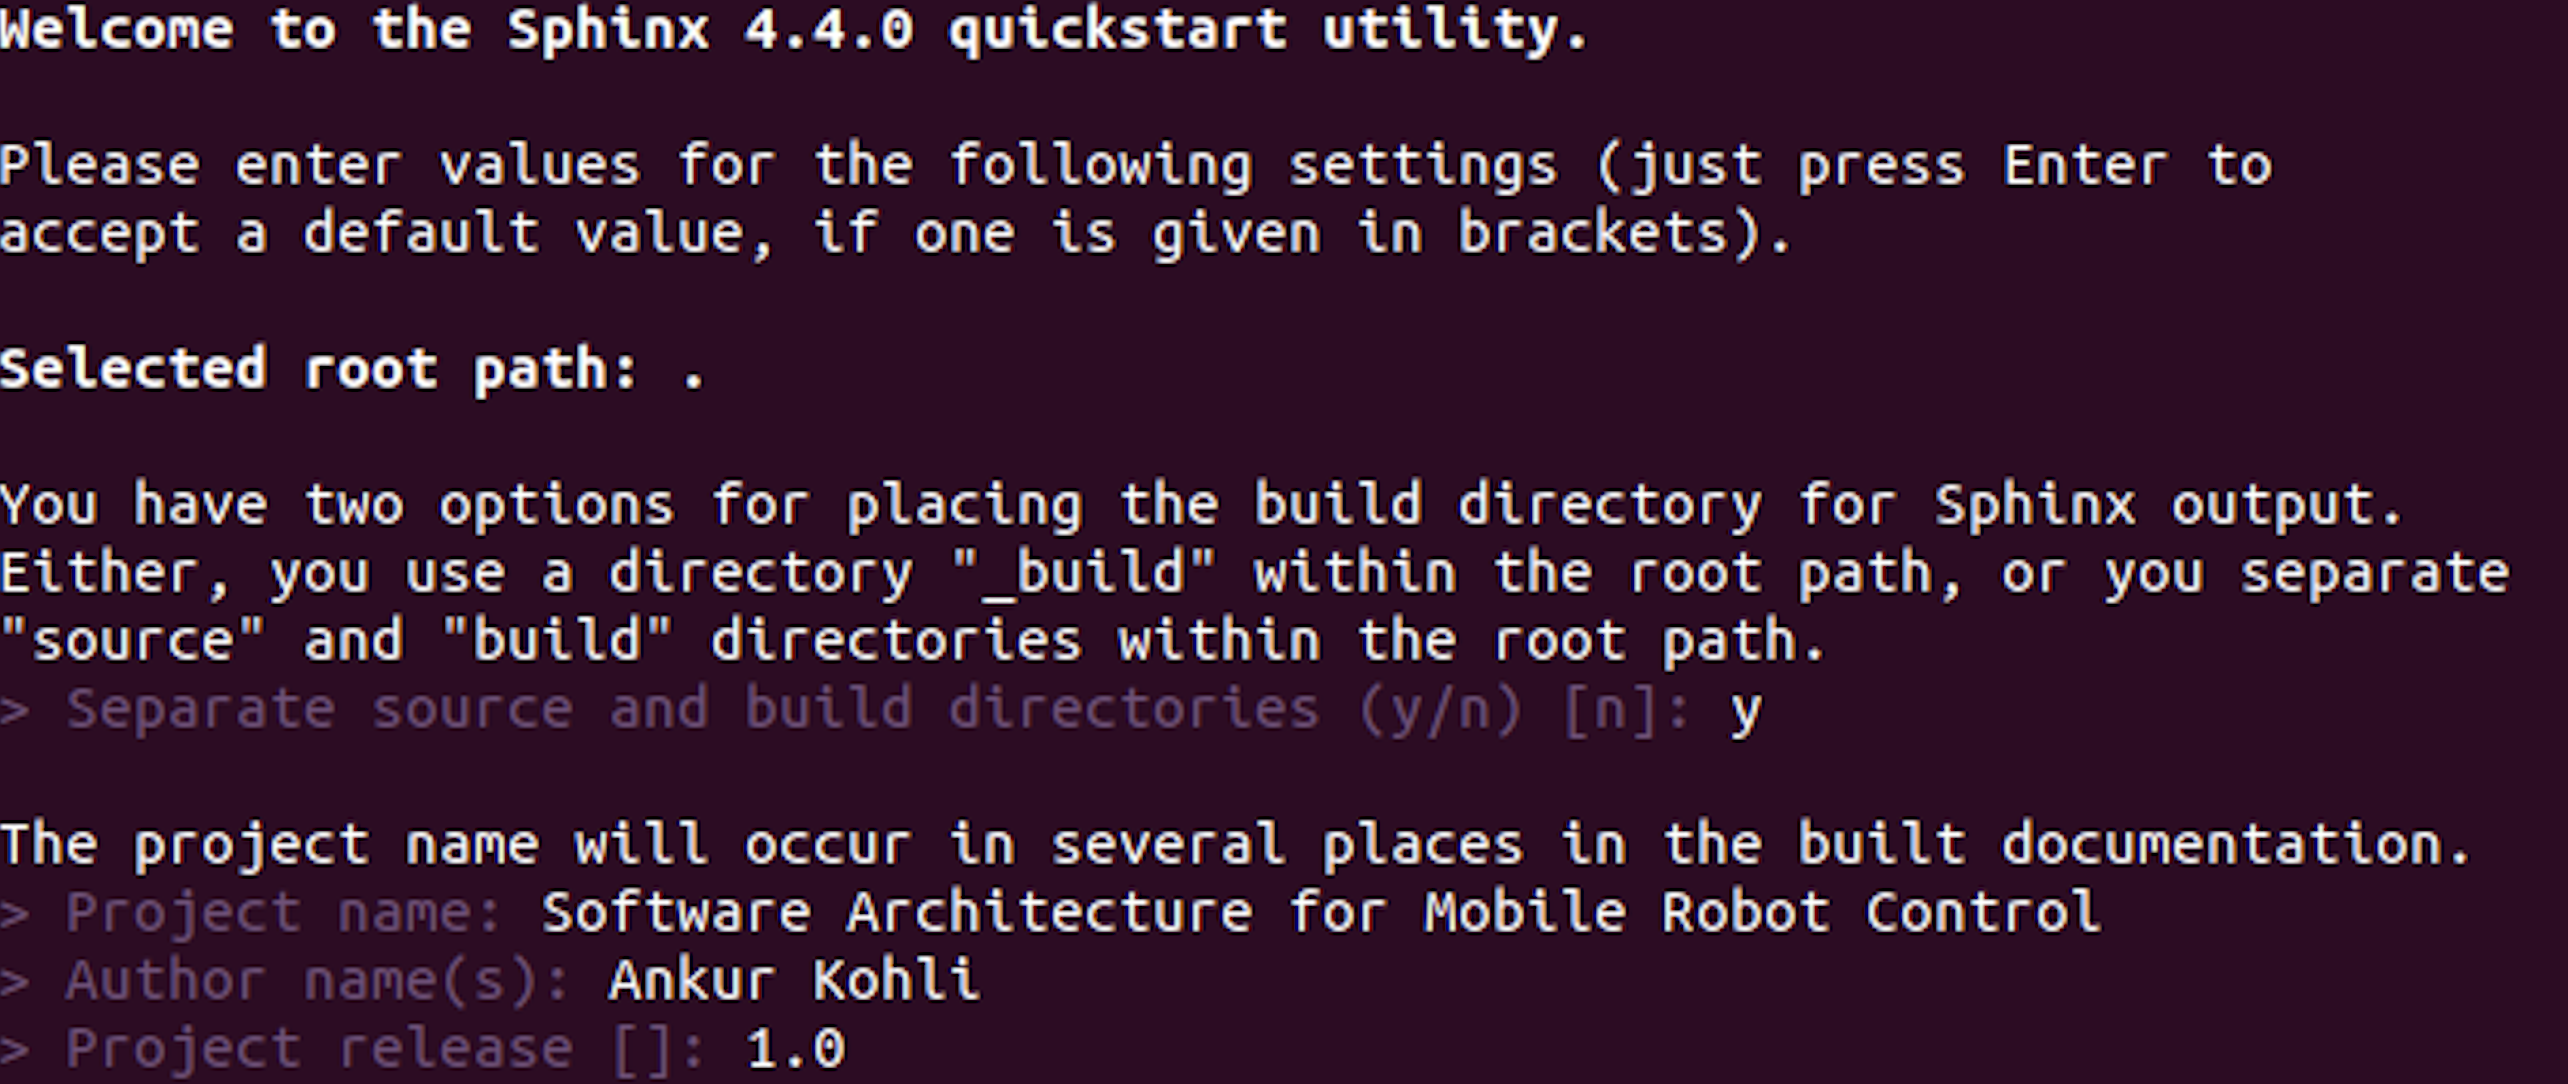 Welcome to the Sphinx 4.4.0 quickstart utility.
Please enter values for the following settings (just press Enter to
accept a default value, if one is given in brackets).
Selected root path: .
You have two options for placing the build directory for Sphinx output.
Either, you use a directory "_build" within the root path, or you separate
"source" and "build" directories within the root path.
> Separate source and build directories (y/n) [n]: y
The project name will occur in several places in the built documentation.
> Project name: Software Architecture for Mobile Robot Control
> Author name(s): Ankur Kohli
> Project release []: 1.0